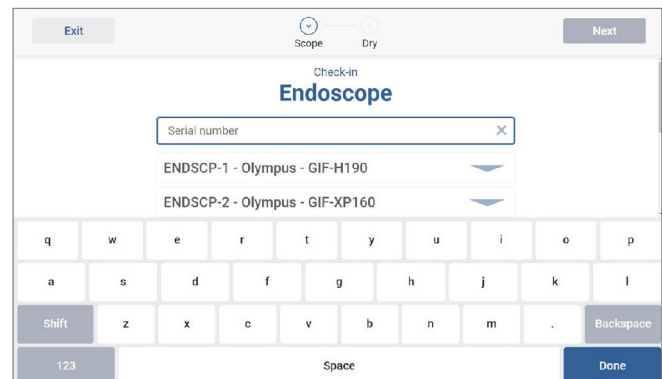 Exit
Next
Scope Dry
Check-in
Endoscope
Serial number
ENDSCP-1 - Olympus - GIF-H190
ENDSCP-2 - Olympus - GIF-XP160
q w e r t y u i o p
a s d f g h j k l
Shift z x c v b n m . Backspace
123 Space Done